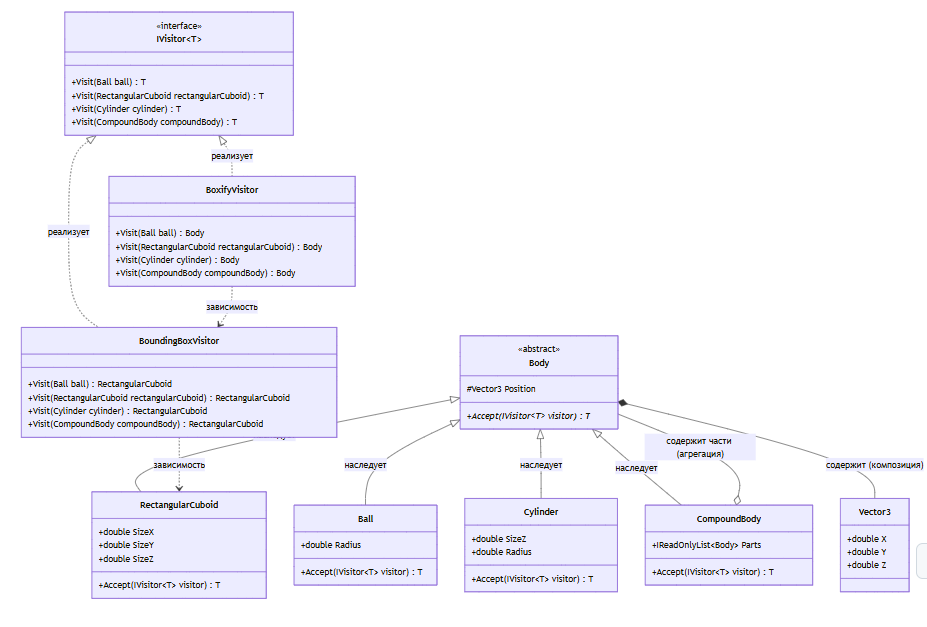 «interface»
IVisitor<T>
+Visit(Ball ball) : T
+Visit(RectangularCuboid rectangularCuboid) : T
+Visit(Cylinder cylinder) : T
+Visit(CompoundBody compoundBody) : T
реализует
BoxifyVisitor
+Visit(Ball ball) : Body
+Visit(RectangularCuboid rectangularCuboid) : Body
+Visit(Cylinder cylinder) : Body
+Visit(CompoundBody compoundBody) : Body
реализует
зависимость
BoundingBoxVisitor
+Visit(Ball ball) : RectangularCuboid
+Visit(RectangularCuboid rectangularCuboid) : RectangularCuboid
+Visit(Cylinder cylinder) : RectangularCuboid
+Visit(CompoundBody compoundBody) : RectangularCuboid
«abstract»
Body
#Vector3 Position
+Accept(IVisitor<T> visitor) : T
зависимость
наследует
наследует
наследует
содержит части
(агрегация)
содержит (композиция)
RectangularCuboid
+double SizeX
+double SizeY
+double SizeZ
+Accept(IVisitor<T> visitor) : T
Ball
+double Radius
+Accept(IVisitor<T> visitor) : T
Cylinder
+double SizeZ
+double Radius
+Accept(IVisitor<T> visitor) : T
CompoundBody
+IReadOnlyList<Body> Parts
+Accept(IVisitor<T> visitor) : T
Vector3
+double X
+double Y
+double Z